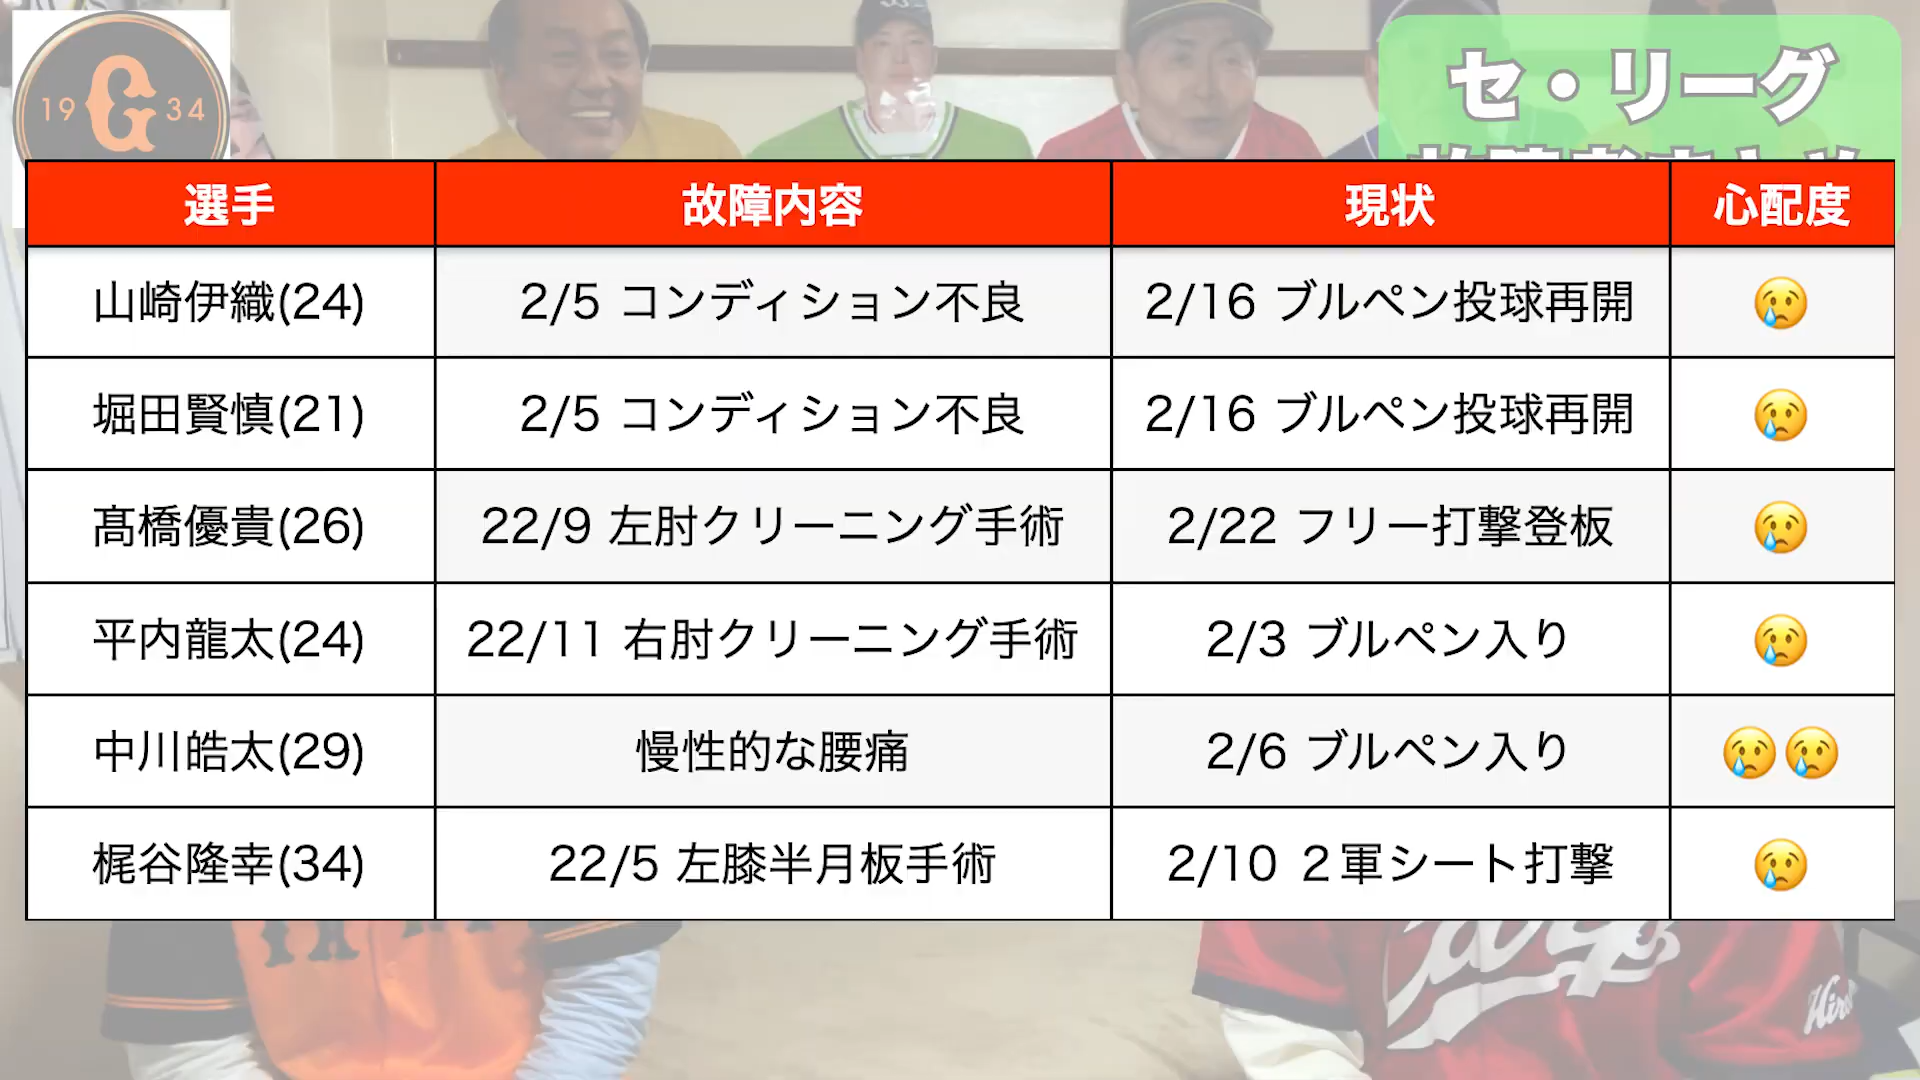 19 G 34
セ・リーグ
選手 故障内容 現状 心配度
山崎伊織(24) 2/5 コンディション不良 2/16 ブルペン投球再開 😢
堀田賢慎(21) 2/5 コンディション不良 2/16 ブルペン投球再開 😢
髙橋優貴(26) 22/9 左肘クリーニング手術 2/22 フリー打撃登板 😢
平内龍太(24) 22/11 右肘クリーニング手術 2/3 ブルペン入り 😢
中川皓太(29) 慢性的な腰痛 2/6 ブルペン入り 😢😢
梶谷隆幸(34) 22/5 左膝半月板手術 2/10 ２軍シート打撃 😢